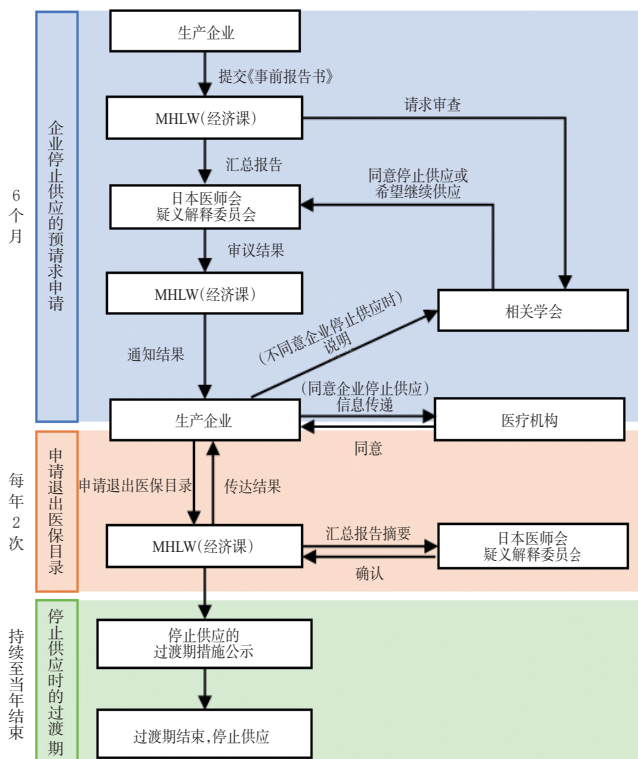 6个月
企业停止供应的预请求申请
生产企业
提交《事前报告书》
MHLW(经济课)
请求审查
汇总报告
同意停止供应或
希望继续供应
日本医师会
疑义解释委员会
审议结果
MHLW(经济课)
相关学会
(不同意企业停止供应时)
说明
通知结果
(同意企业停止供应)
信息传递
生产企业
医疗机构
同意
每年2次
申请退出医保目录
申请退出医保目录
传达结果
MHLW(经济课)
汇总报告摘要
日本医师会
疑义解释委员会
确认
持续至当年结束
停止供应时的过渡期
停止供应的
过渡期措施公示
过渡期结束,停止供应